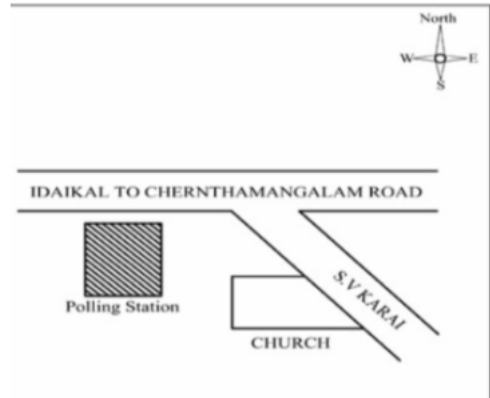 North
W E
S
IDAIKAL TO CHERNTHAMANGALAM ROAD
Polling Station
S.V KARAI
CHURCH